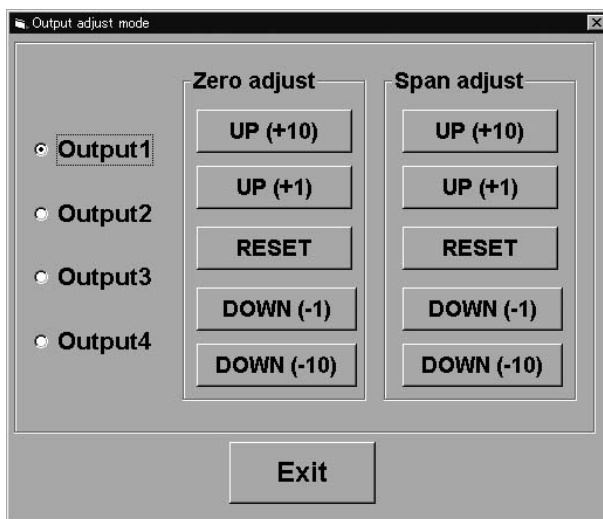 Output adjust mode
Zero adjust
Span adjust
Output1
Output2
Output3
Output4
UP (+10)
UP (+1)
RESET
DOWN (-1)
DOWN (-10)
UP (+10)
UP (+1)
RESET
DOWN (-1)
DOWN (-10)
Exit